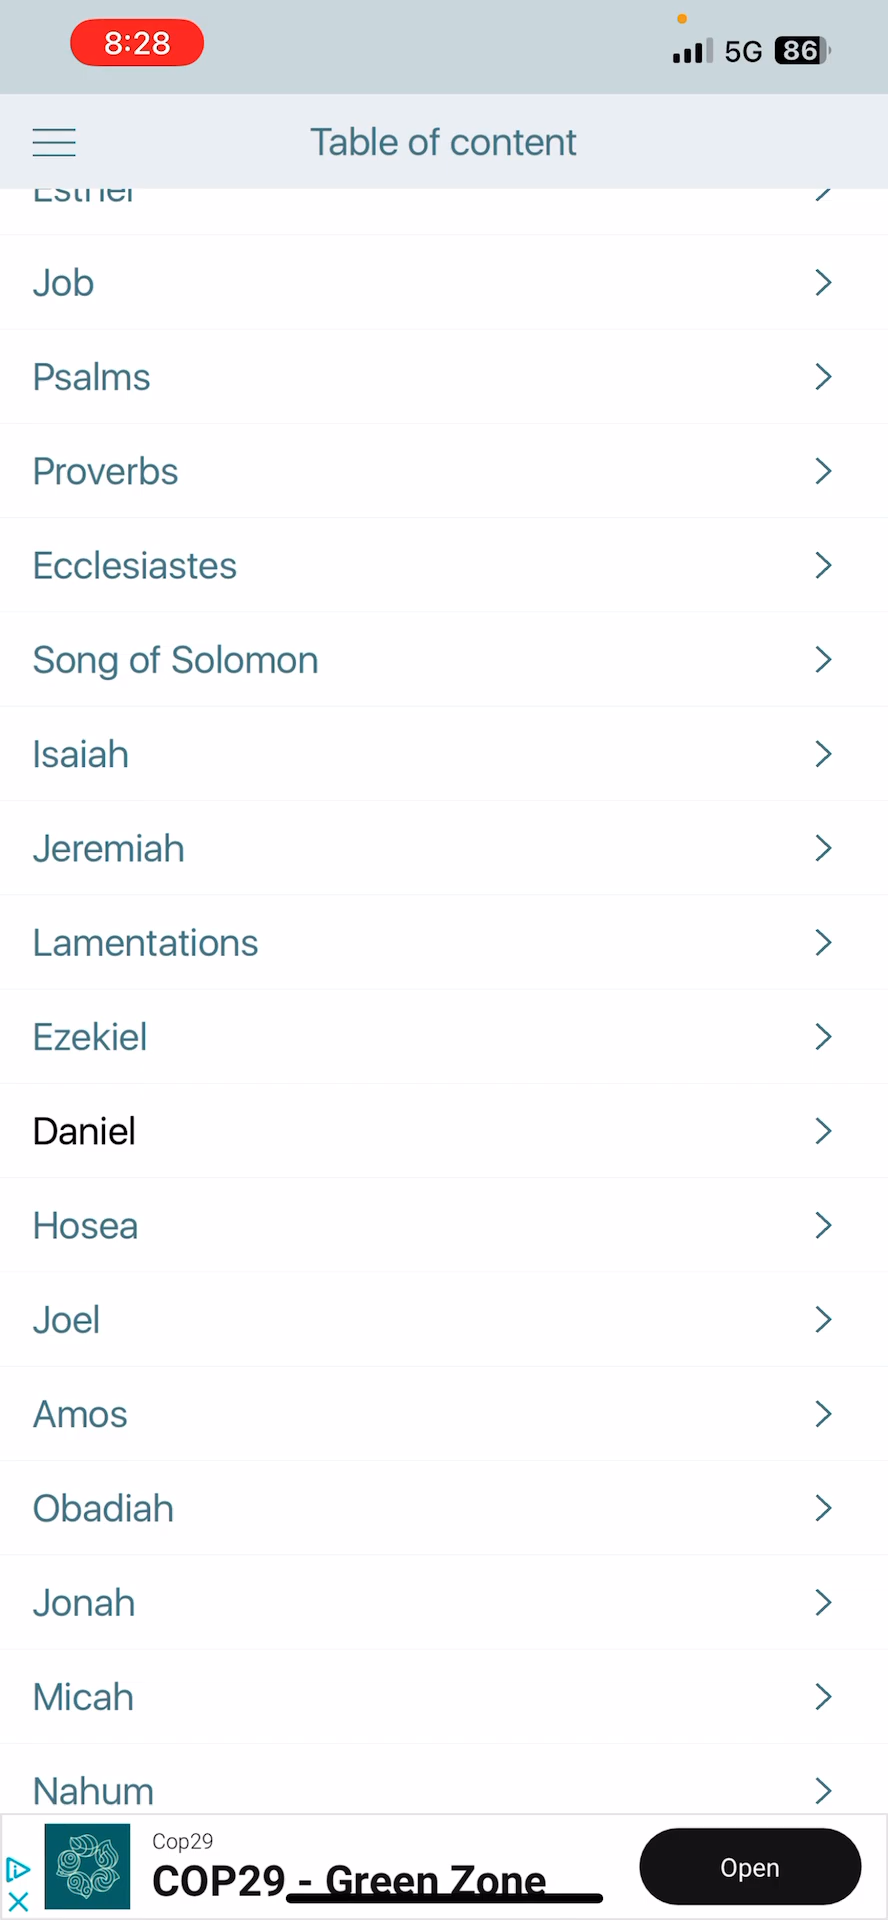 8:28
5G 86
Table of content
Esther
Job
Psalms
Proverbs
Ecclesiastes
Song of Solomon
Isaiah
Jeremiah
Lamentations
Ezekiel
Daniel
Hosea
Joel
Amos
Obadiah
Jonah
Micah
Nahum
Cop29
COP29 - Green Zone
Open